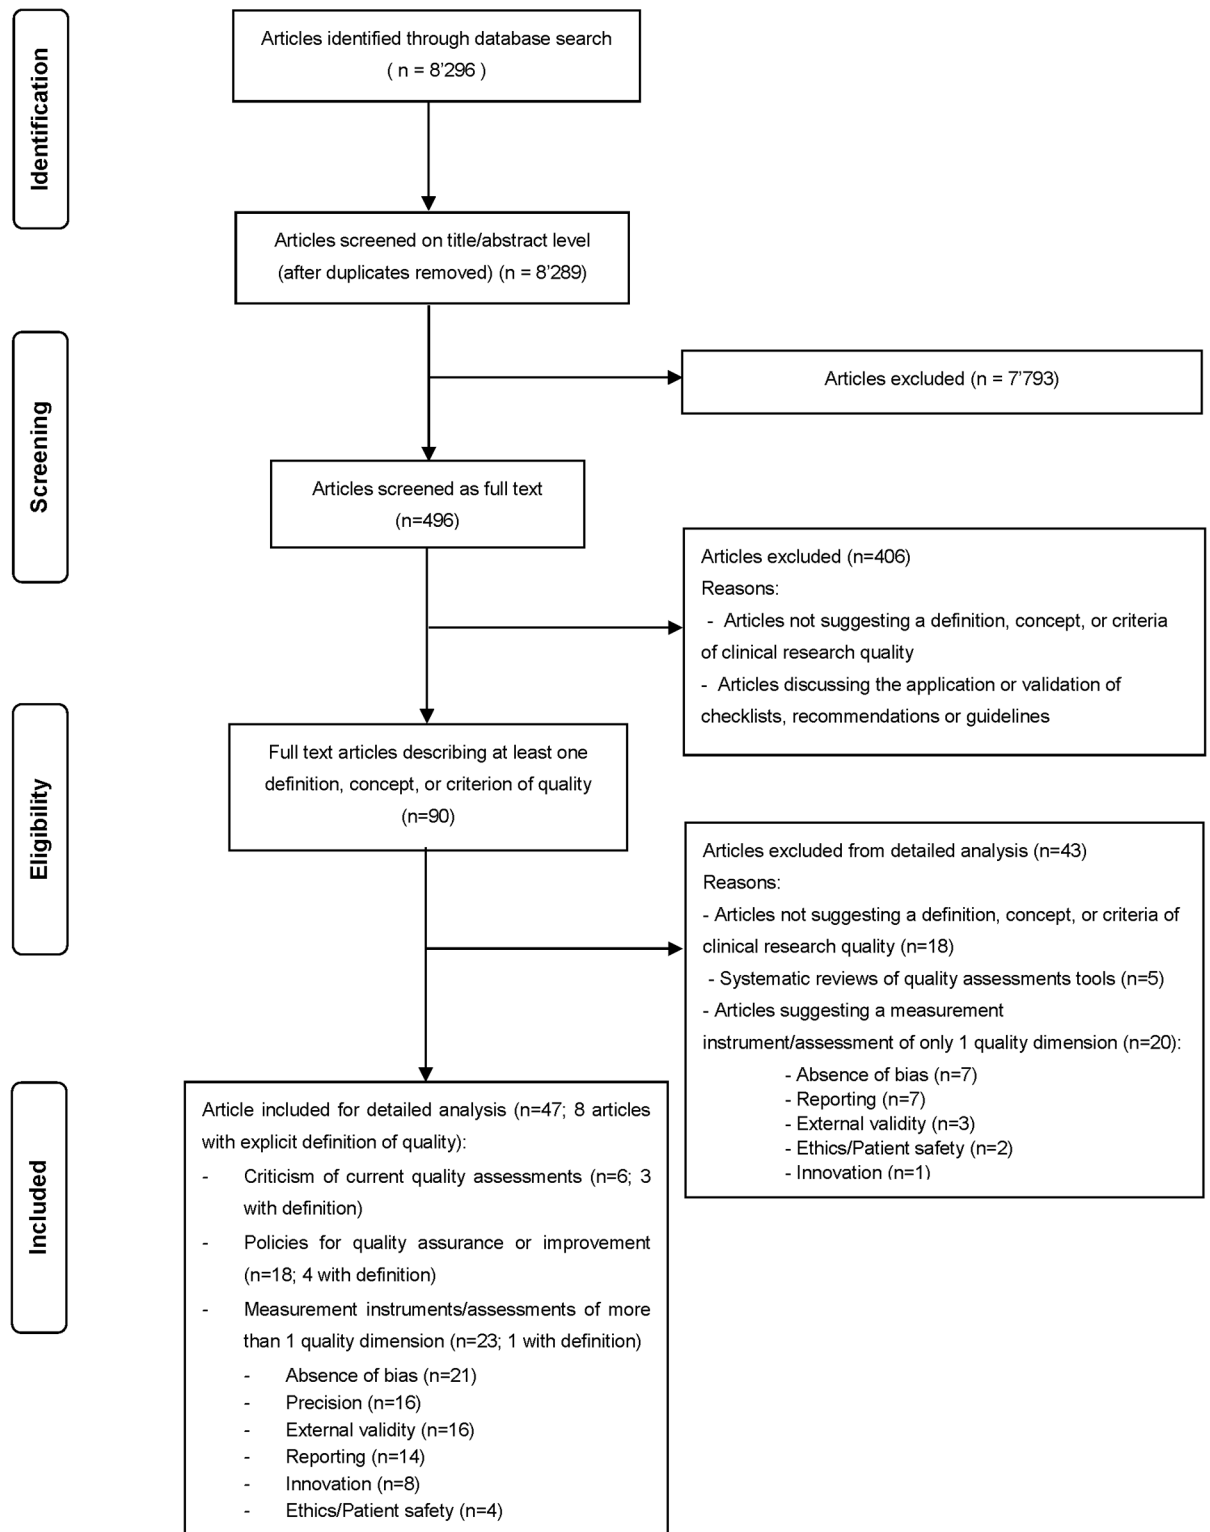 Identification
Articles identified through database search
( n = 8'296 )
Articles screened on title/abstract level
(after duplicates removed) (n = 8'289)
Screening
Articles excluded (n = 7'793)
Articles screened as full text
(n=496)
Articles excluded (n=406)
Reasons:
- Articles not suggesting a definition, concept, or criteria
of clinical research quality
- Articles discussing the application or validation of
checklists, recommendations or guidelines
Eligibility
Full text articles describing at least one
definition, concept, or criterion of quality
(n=90)
Articles excluded from detailed analysis (n=43)
Reasons:
- Articles not suggesting a definition, concept, or criteria of
clinical research quality (n=18)
- Systematic reviews of quality assessments tools (n=5)
- Articles suggesting a measurement
instrument/assessment of only 1 quality dimension (n=20):
- Absence of bias (n=7)
- Reporting (n=7)
- External validity (n=3)
- Ethics/Patient safety (n=2)
- Innovation (n=1)
Included
Article included for detailed analysis (n=47; 8 articles
with explicit definition of quality):
- Criticism of current quality assessments (n=6; 3
with definition)
- Policies for quality assurance or improvement
(n=18; 4 with definition)
- Measurement instruments/assessments of more
than 1 quality dimension (n=23; 1 with definition)
- Absence of bias (n=21)
- Precision (n=16)
- External validity (n=16)
- Reporting (n=14)
- Innovation (n=8)
- Ethics/Patient safety (n=4)